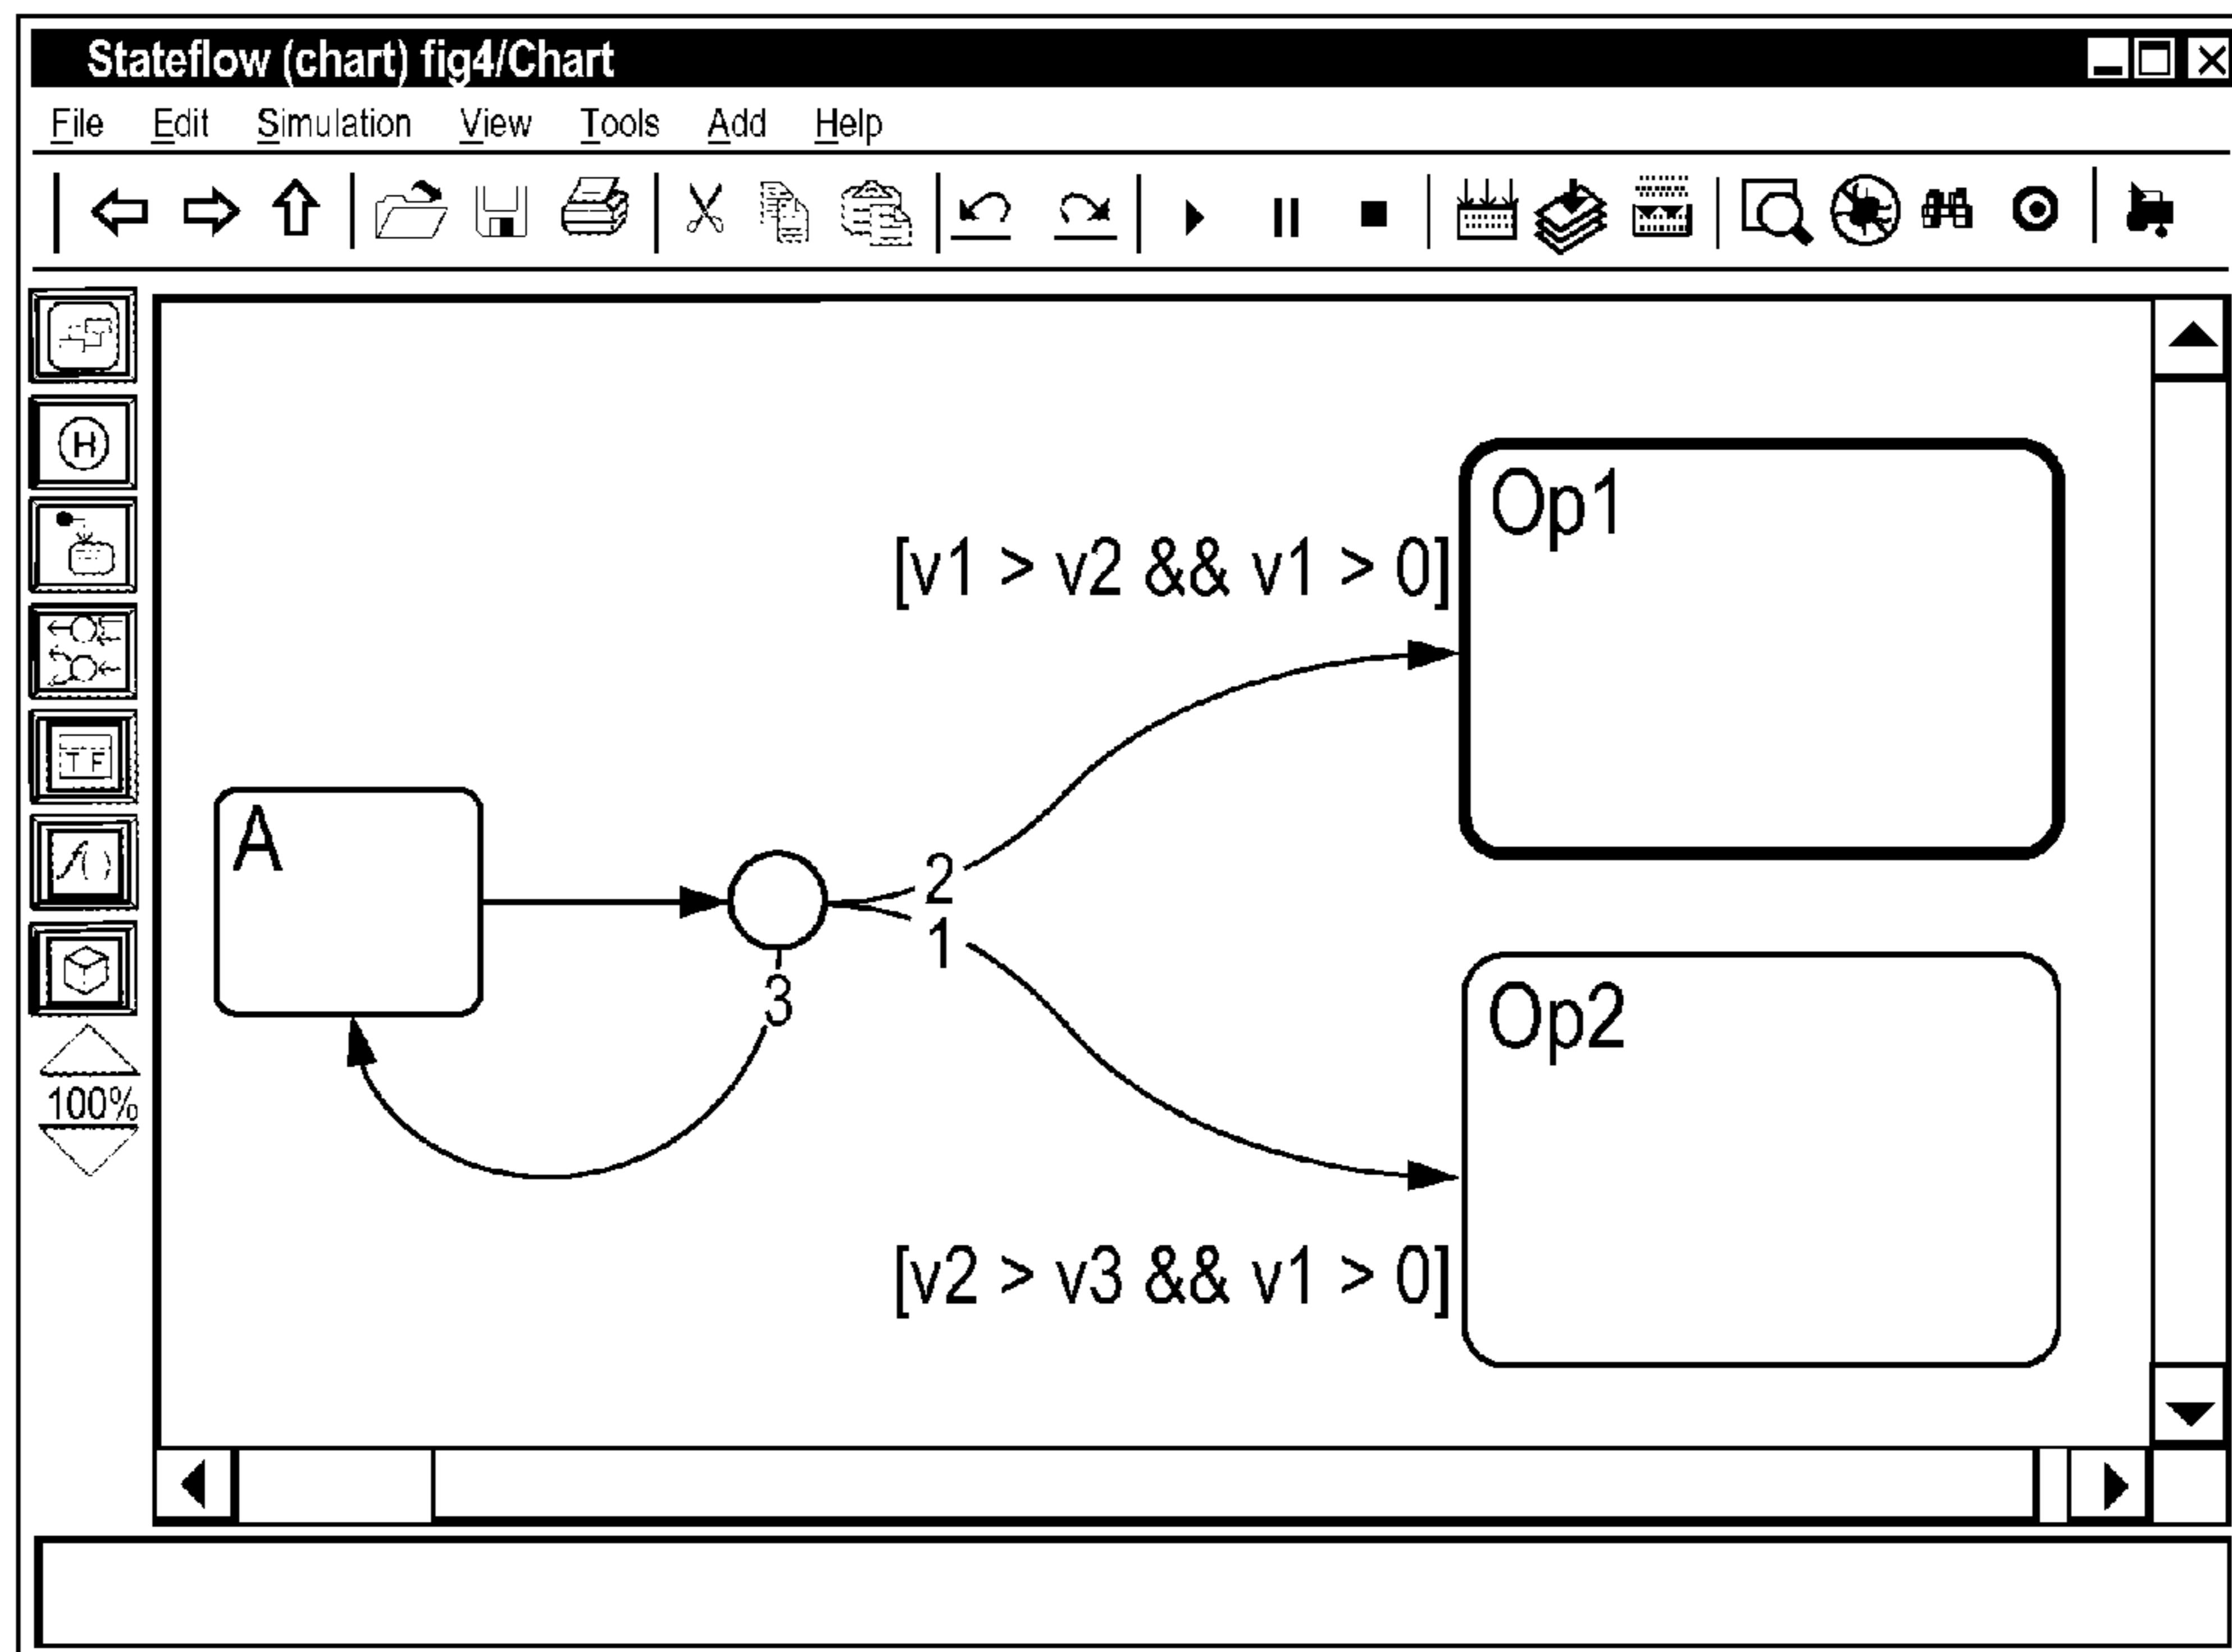 Stateflow (chart) fig4/Chart
File Edit Simulation View Tools Add Help
H
T F
f()
100%
Op1
[v1 > v2 && v1 > 0]
A
2
1
3
Op2
[v2 > v3 && v1 > 0]